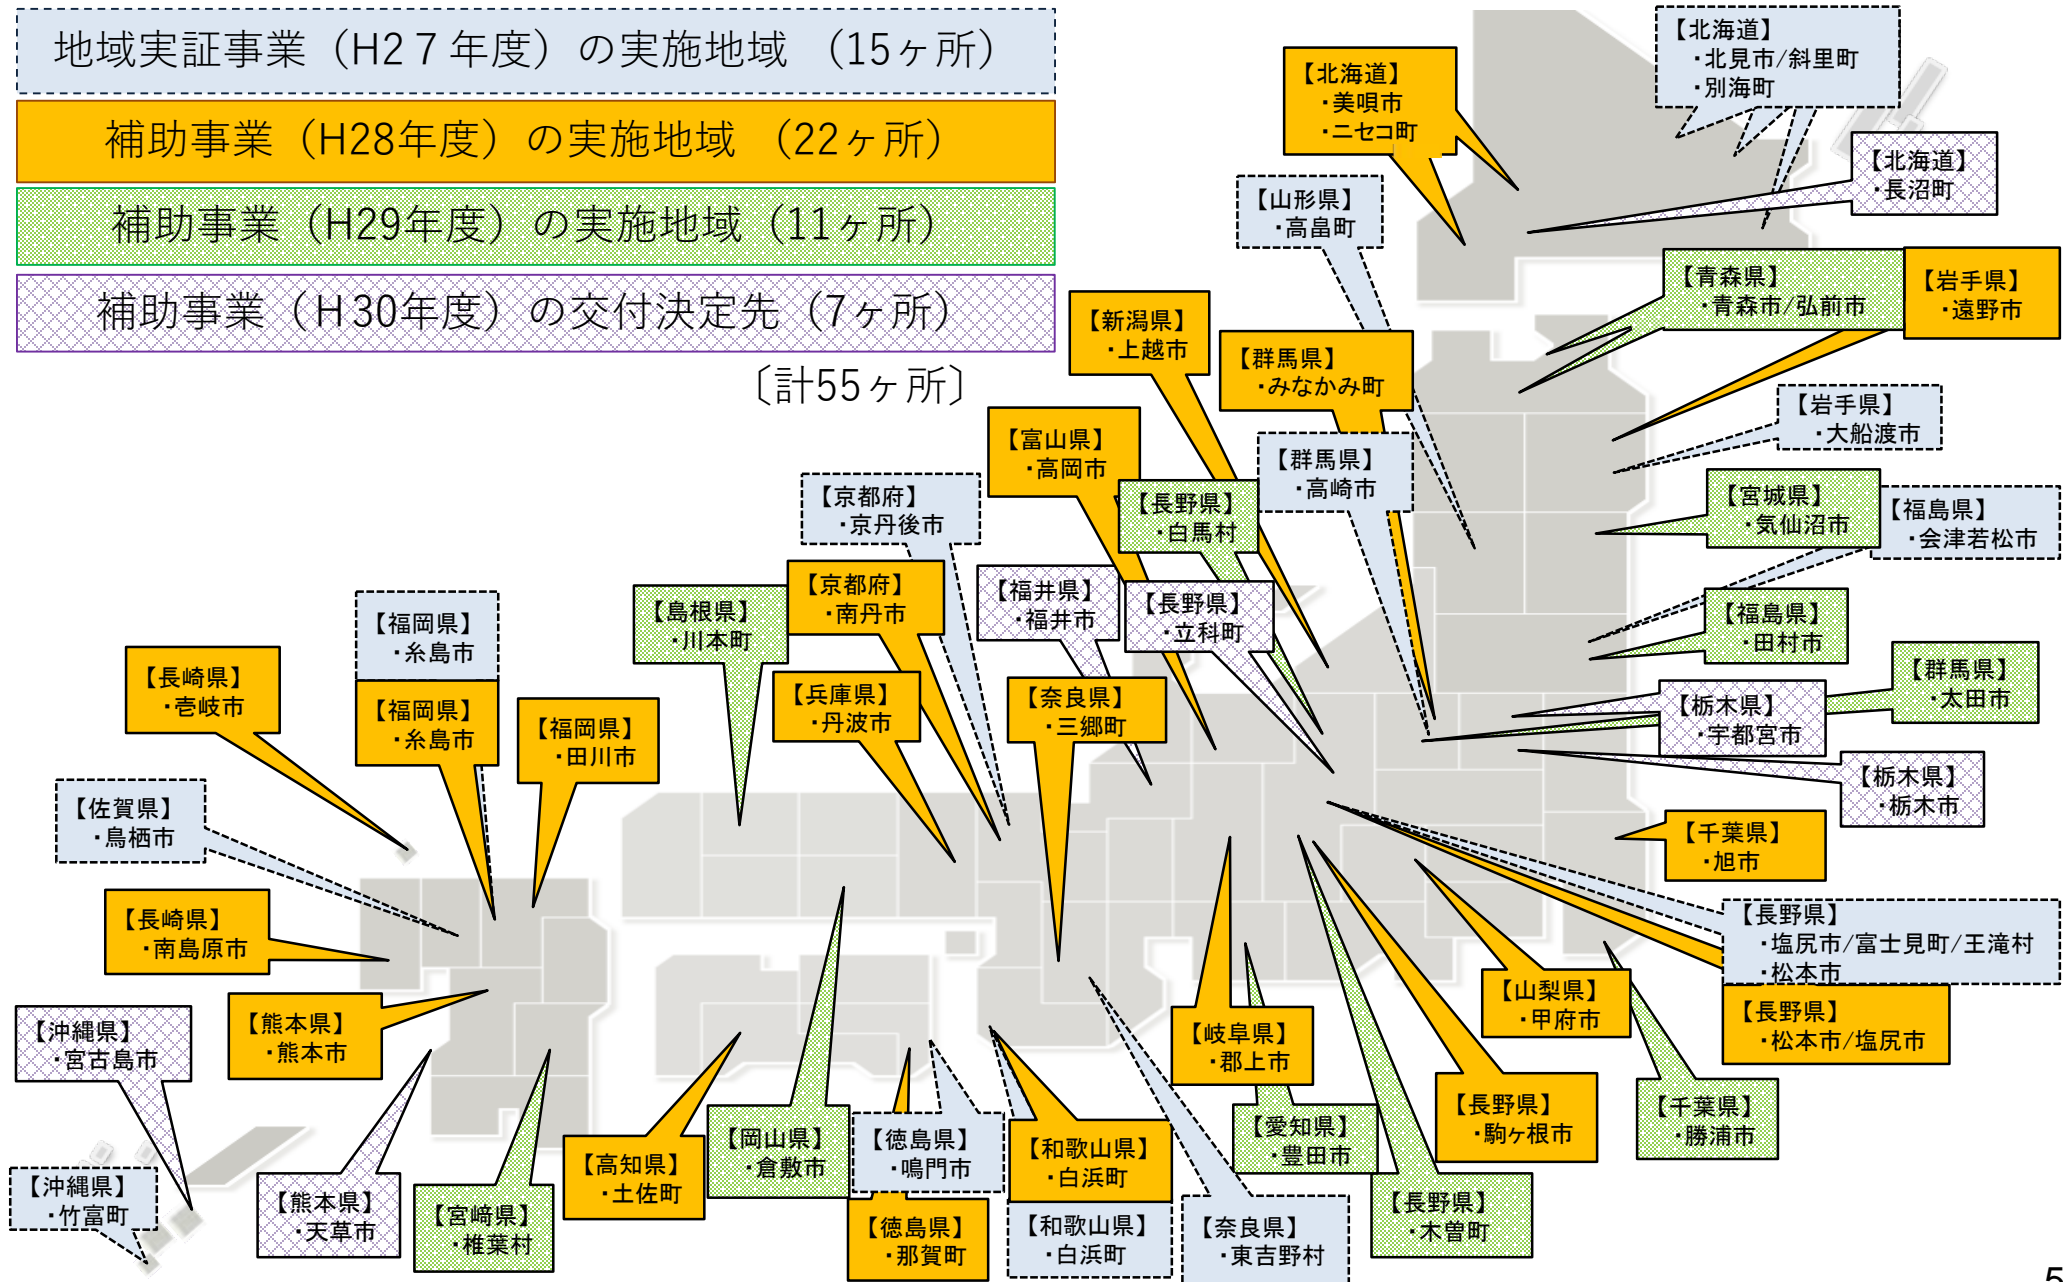 地域実証事業（H2７年度）の実施地域 （15ヶ所）
補助事業（H28年度）の実施地域 （22ヶ所）
補助事業（H29年度）の実施地域（11ヶ所）
補助事業（H30年度）の交付決定先（7ヶ所）
〔計55ヶ所〕
【北海道】
・北見市/斜里町
・別海町
【北海道】
・美唄市
・ニセコ町
【北海道】
・長沼町
【山形県】
・高畠町
【青森県】
・青森市/弘前市
【岩手県】
・遠野市
【新潟県】
・上越市
【群馬県】
・みなかみ町
【岩手県】
・大船渡市
【富山県】
・高岡市
【群馬県】
・高崎市
【京都府】
・京丹後市
【長野県】
・白馬村
【宮城県】
・気仙沼市
【福島県】
・会津若松市
【京都府】
・南丹市
【福井県】
・福井市
【長野県】
・立科町
【島根県】
・川本町
【福岡県】
・糸島市
【福島県】
・田村市
【群馬県】
・太田市
【長崎県】
・壱岐市
【福岡県】
・糸島市
【福岡県】
・田川市
【兵庫県】
・丹波市
【奈良県】
・三郷町
【栃木県】
・宇都宮市
【栃木県】
・栃木市
【佐賀県】
・鳥栖市
【千葉県】
・旭市
【長崎県】
・南島原市
【長野県】
・塩尻市/富士見町/王滝村
・松本市
【長野県】
・松本市/塩尻市
【山梨県】
・甲府市
【熊本県】
・熊本市
【岐阜県】
・郡上市
【沖縄県】
・宮古島市
【長野県】
・駒ヶ根市
【千葉県】
・勝浦市
【愛知県】
・豊田市
【岡山県】
・倉敷市
【徳島県】
・鳴門市
【和歌山県】
・白浜町
【高知県】
・土佐町
【沖縄県】
・竹富町
【熊本県】
・天草市
【宮﨑県】
・椎葉村
【徳島県】
・那賀町
【和歌山県】
・白浜町
【奈良県】
・東吉野村
【長野県】
・木曽町
5